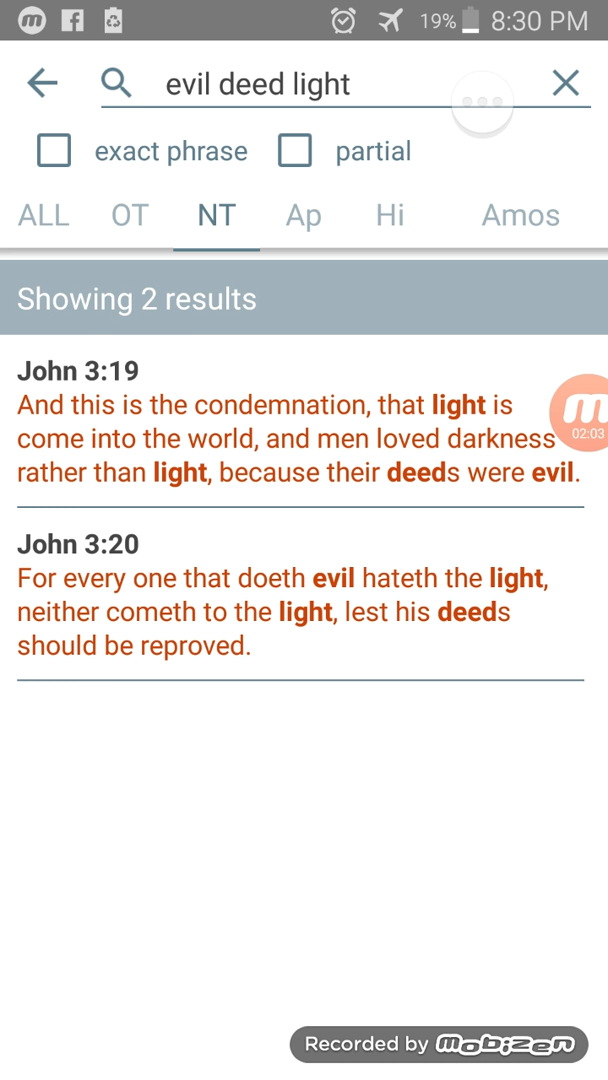 19% 8:30 PM
evil deed light
exact phrase partial
ALL OT NT Ap Hi Amos
Showing 2 results
John 3:19
And this is the condemnation, that light is
come into the world, and men loved darkness
rather than light, because their deeds were evil.
02:03
John 3:20
For every one that doeth evil hateth the light,
neither cometh to the light, lest his deeds
should be reproved.
Recorded by mobizen